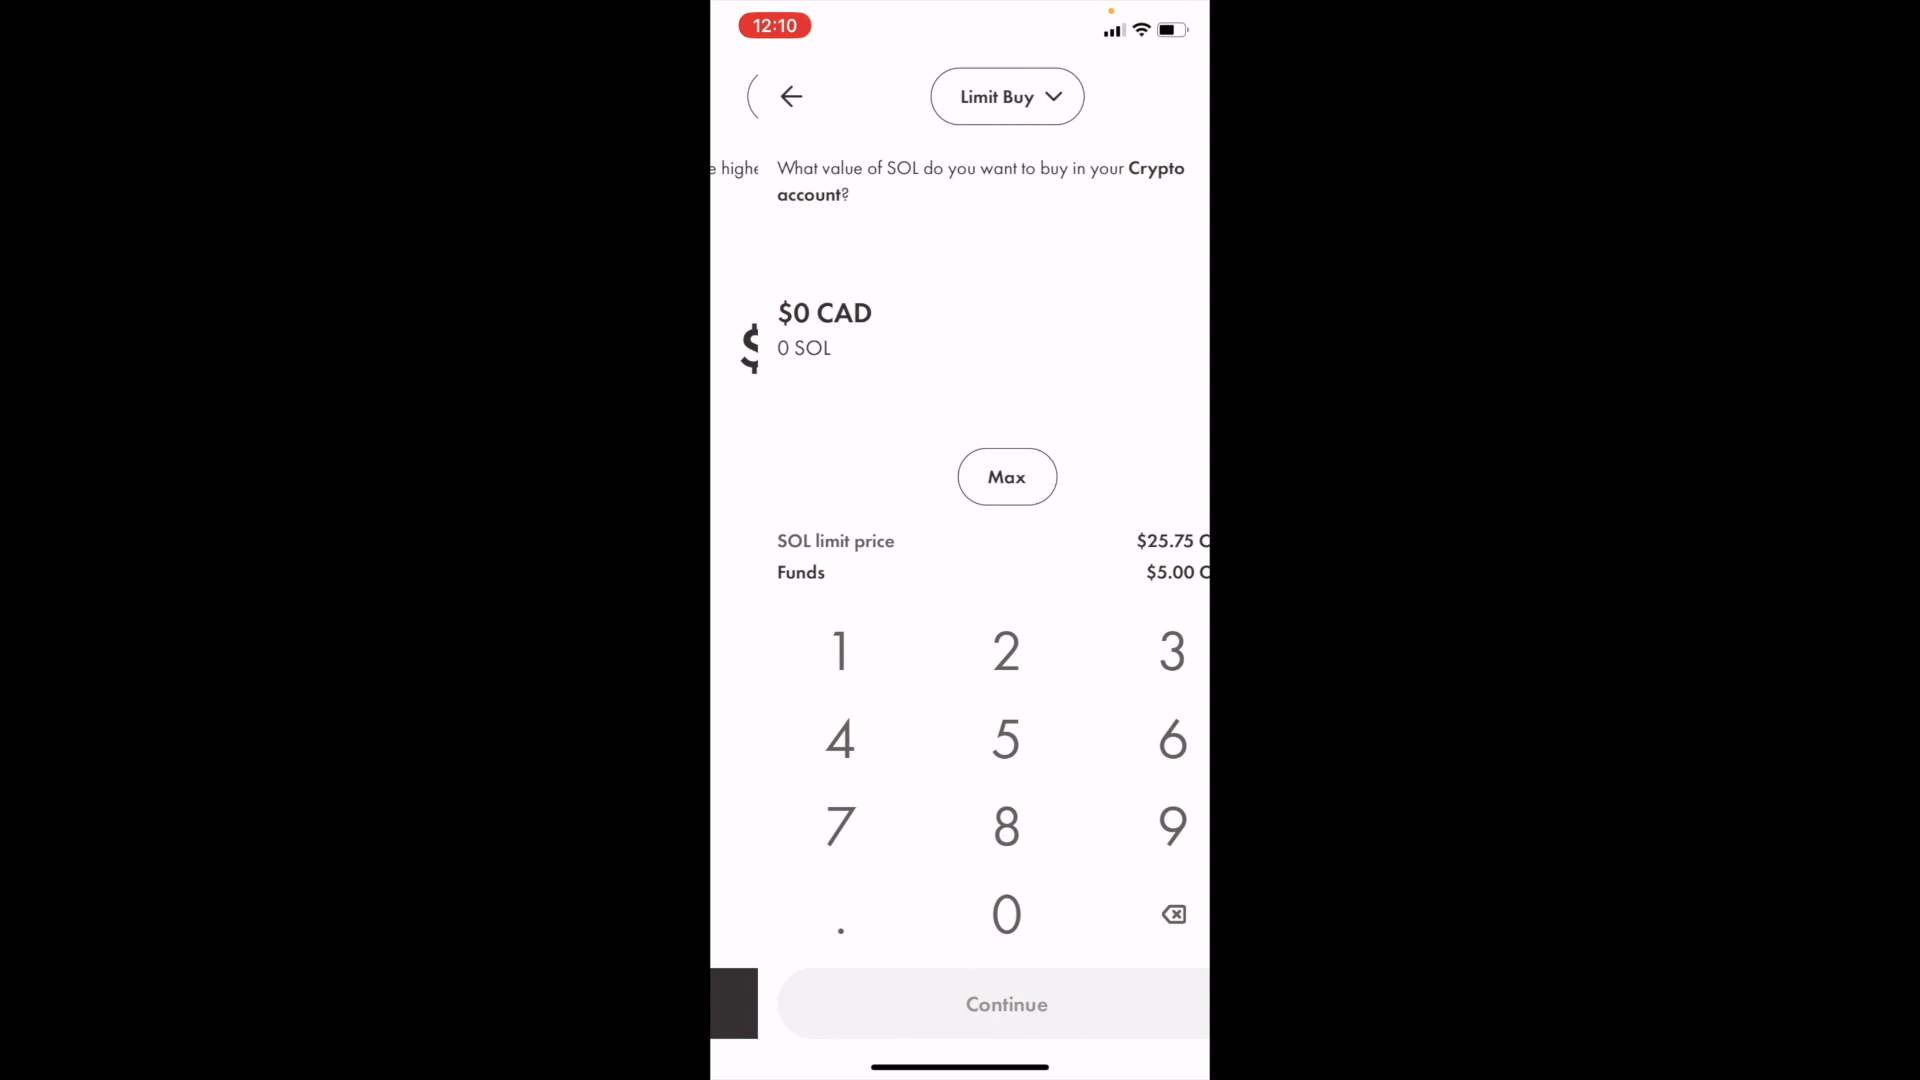 12:10
Limit Buy
What value of SOL do you want to buy in your Crypto
account?
$0 CAD
0 SOL
$
Max
SOL limit price
$25.75 C
Funds
$5.00 C
1 2 3
4 5 6
7 8 9
. 0
Continue